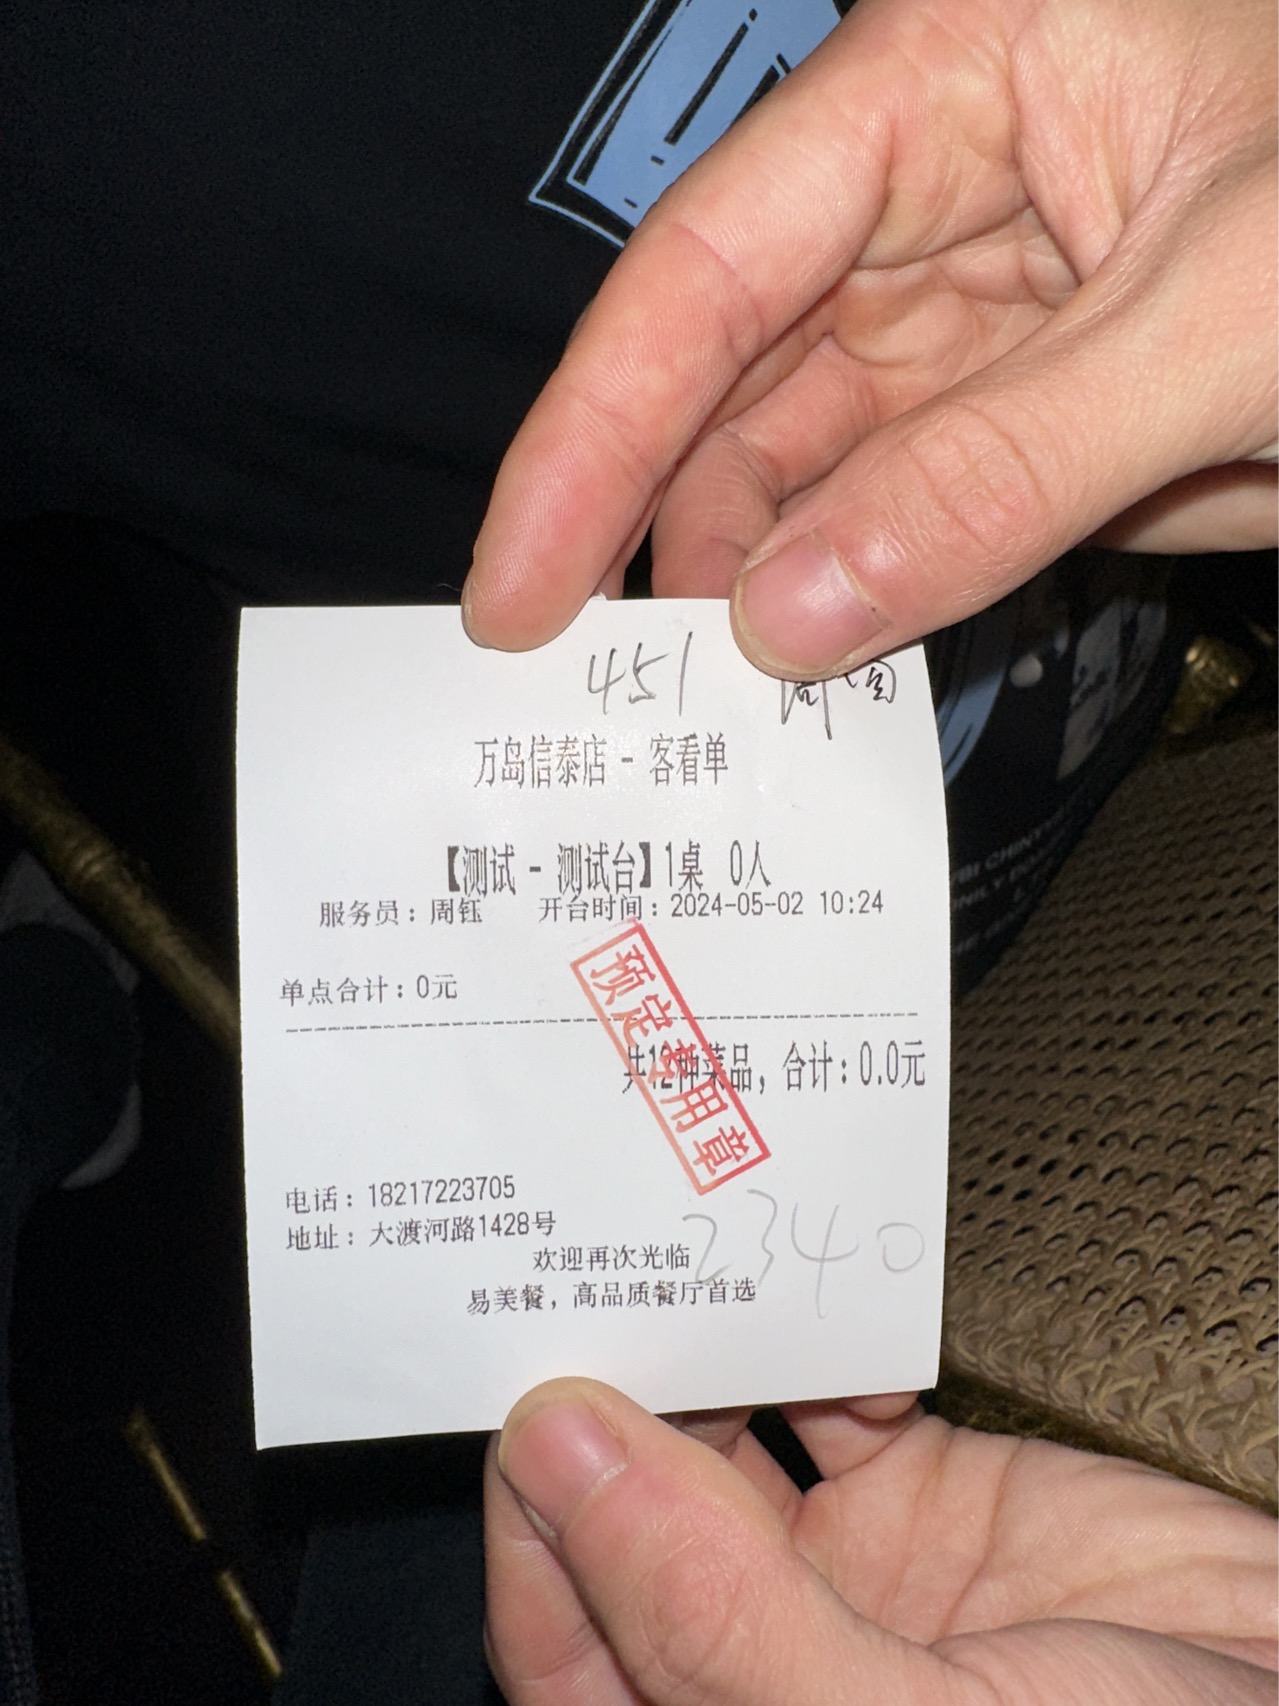 451
万岛信泰店 - 客看单
【测试 - 测试台】1桌 0人
服务员：周钰 开台时间：2024-05-02 10:24
单点合计：0元
预定专用章
共12种菜品，合计：0.0元
电话：18217223705
地址：大渡河路1428号
2340
欢迎再次光临
易美餐，高品质餐厅首选